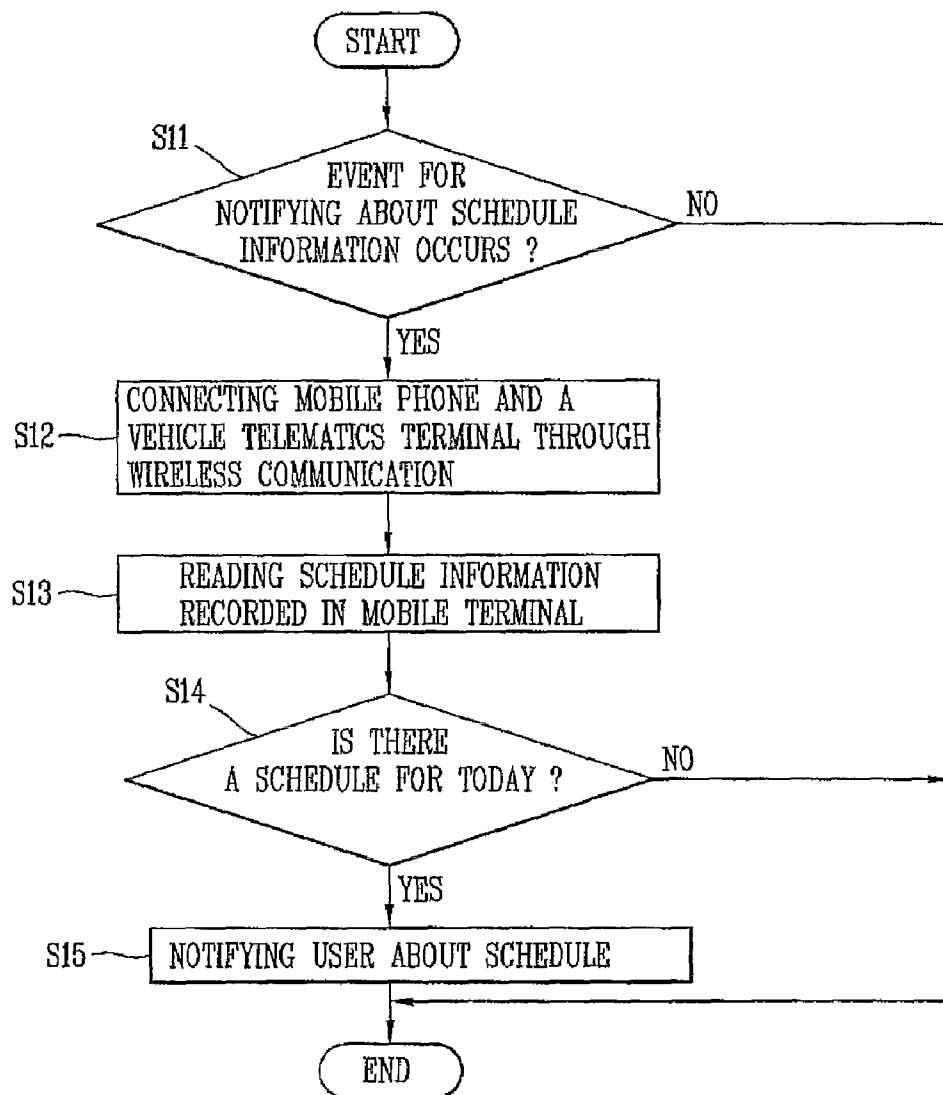 START
S11
EVENT FOR
NOTIFYING ABOUT SCHEDULE
INFORMATION OCCURS ?
NO
YES
S12
CONNECTING MOBILE PHONE AND A
VEHICLE TELEMATICS TERMINAL THROUGH
WIRELESS COMMUNICATION
S13
READING SCHEDULE INFORMATION
RECORDED IN MOBILE TERMINAL
S14
IS THERE
A SCHEDULE FOR TODAY ?
NO
YES
S15
NOTIFYING USER ABOUT SCHEDULE
END